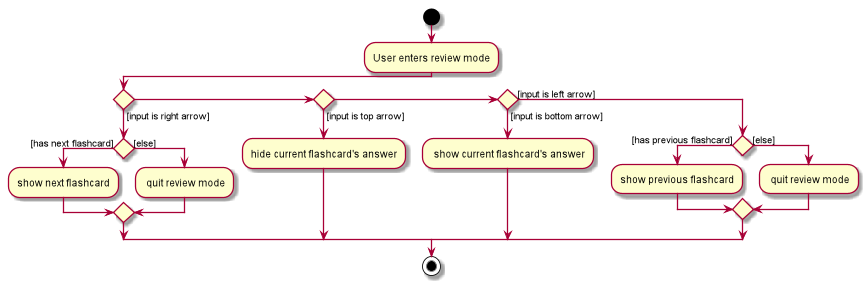 User enters review mode
[input is left arrow]
[input is right arrow]
[input is top arrow]
[input is bottom arrow]
[has next flashcard]
[else]
[has previous flashcard]
[else]
hide current flashcard's answer
show current flashcard's answer
show next flashcard
quit review mode
show previous flashcard
quit review mode